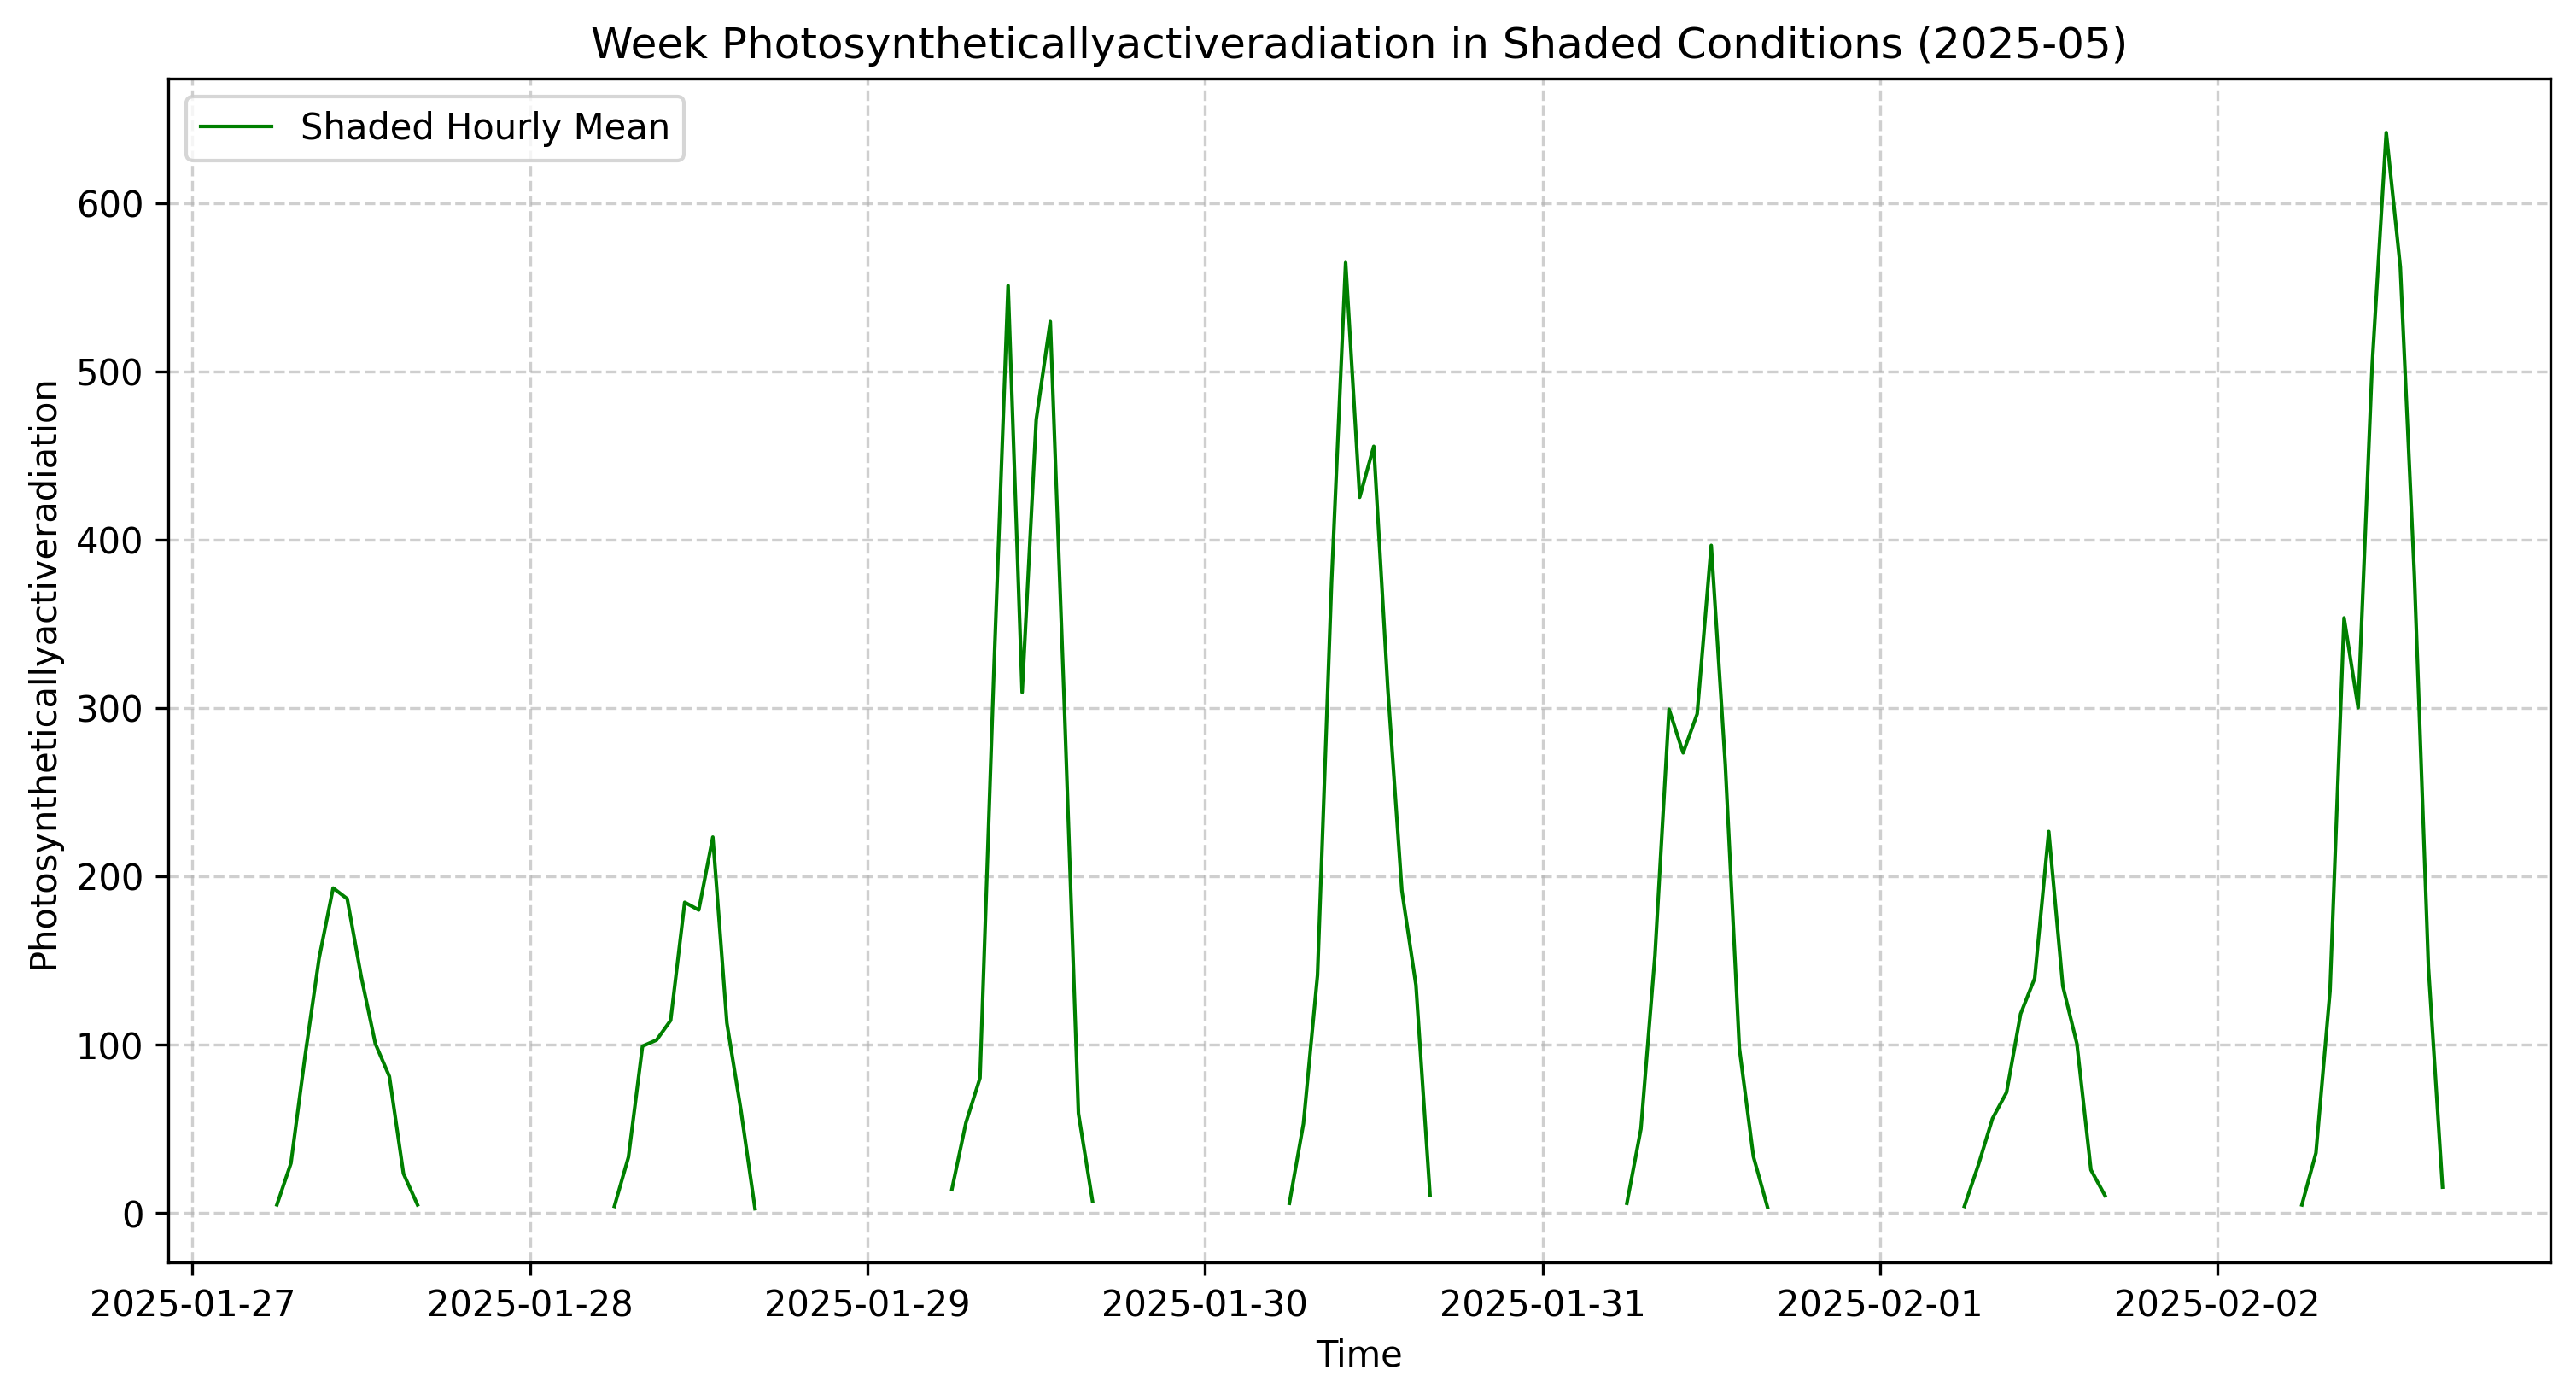 Week Photosyntheticallyactiveradiation in Shaded Conditions (2025-05)
Shaded Hourly Mean
Photosyntheticallyactiveradiation
600
500
400
300
200
100
0
2025-01-27 2025-01-28 2025-01-29 2025-01-30 2025-01-31 2025-02-01 2025-02-02
Time